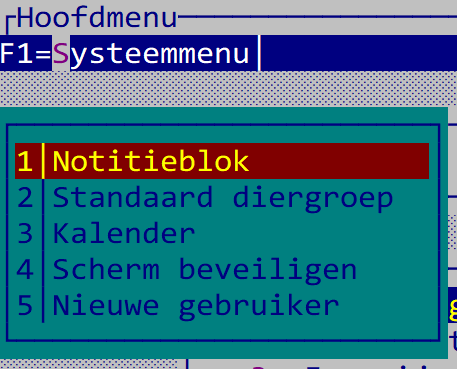 Hoofdmenu
F1=Systeemmenu
1 Notitieblok
2 Standaard diergroep
3 Kalender
4 Scherm beveiligen
5 Nieuwe gebruiker